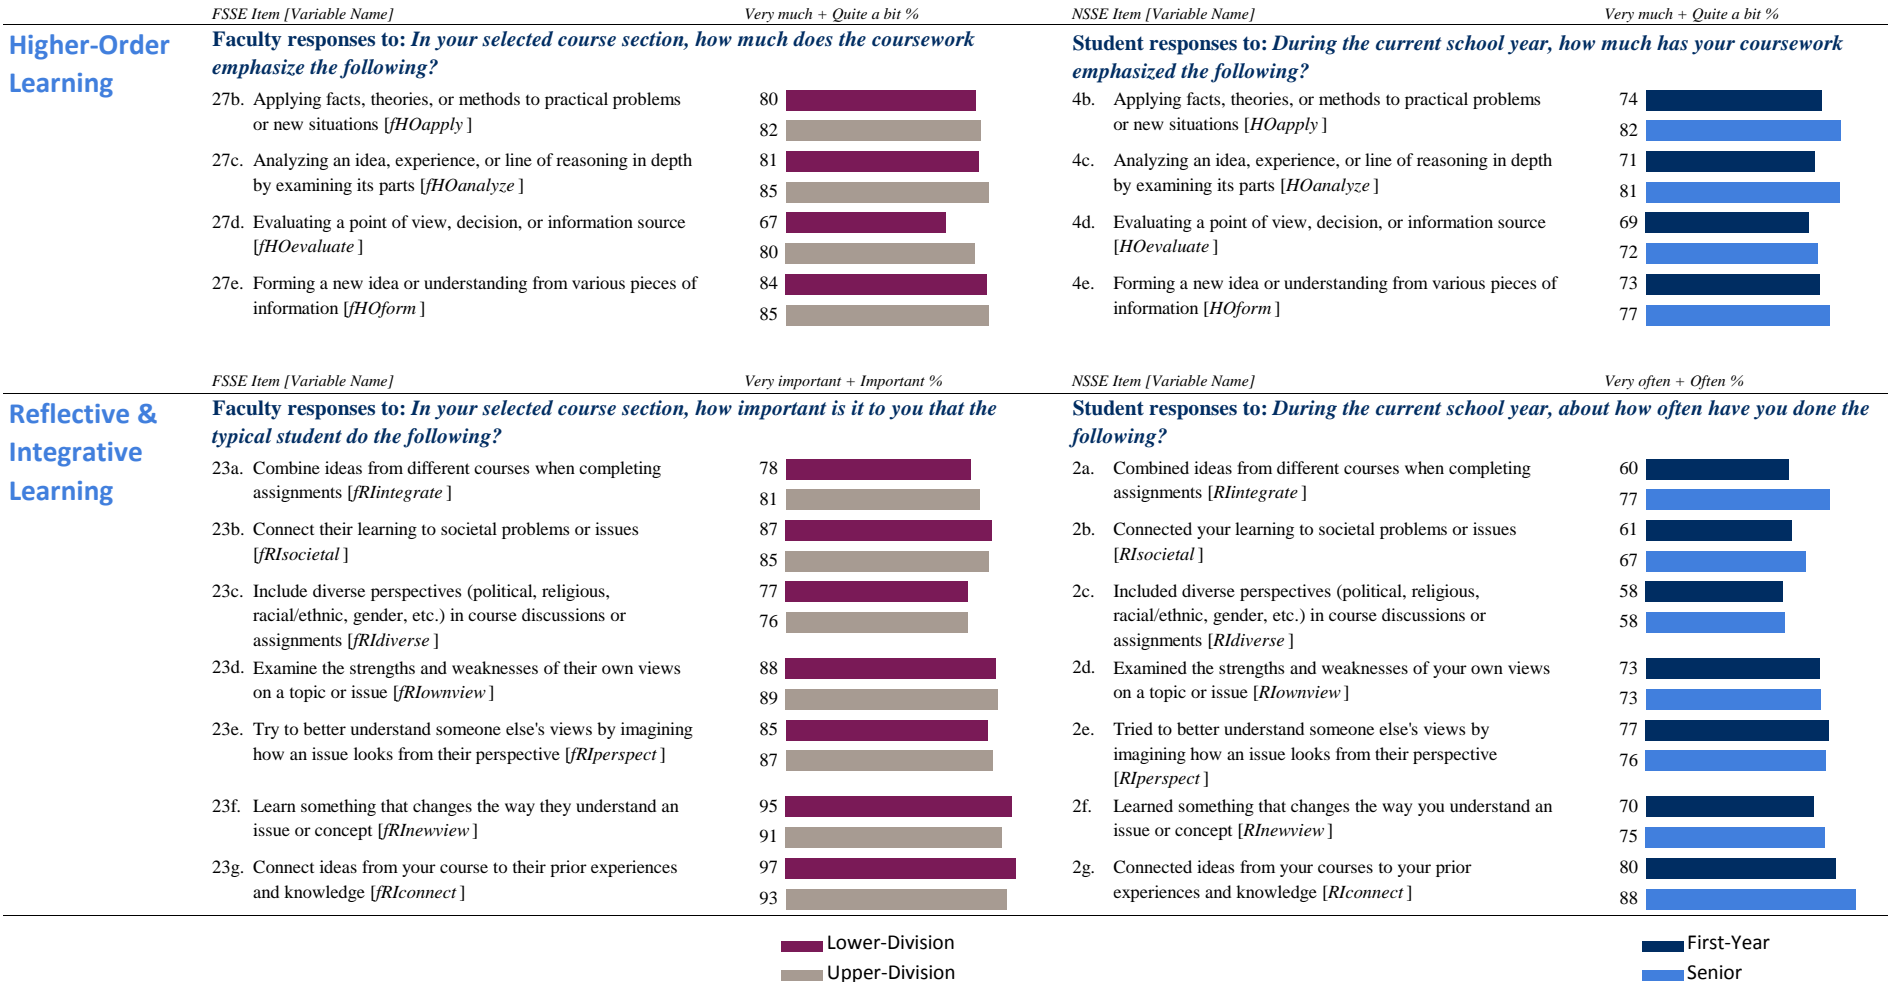 FSSE Item [Variable Name] Very much + Quite a bit % NSSE Item [Variable Name] Very much + Quite a bit %
Higher-Order
Learning
Faculty responses to: In your selected course section, how much does the coursework
emphasize the following?
27b. Applying facts, theories, or methods to practical problems 80
or new situations [fHOapply] 82
27c. Analyzing an idea, experience, or line of reasoning in depth 81
by examining its parts [fHOanalyze] 85
27d. Evaluating a point of view, decision, or information source 67
[fHOevaluate] 80
27e. Forming a new idea or understanding from various pieces of 84
information [fHOform] 85
Student responses to: During the current school year, how much has your coursework
emphasized the following?
4b. Applying facts, theories, or methods to practical problems 74
or new situations [HOapply] 82
4c. Analyzing an idea, experience, or line of reasoning in depth 71
by examining its parts [HOanalyze] 81
4d. Evaluating a point of view, decision, or information source 69
[HOevaluate] 72
4e. Forming a new idea or understanding from various pieces of 73
information [HOform] 77
FSSE Item [Variable Name] Very important + Important % NSSE Item [Variable Name] Very often + Often %
Reflective &
Integrative
Learning
Faculty responses to: In your selected course section, how important is it to you that the
typical student do the following?
23a. Combine ideas from different courses when completing 78
assignments [fRIintegrate] 81
23b. Connect their learning to societal problems or issues 87
[fRIsocietal] 85
23c. Include diverse perspectives (political, religious, 77
racial/ethnic, gender, etc.) in course discussions or 76
assignments [fRIdiverse]
23d. Examine the strengths and weaknesses of their own views 88
on a topic or issue [fRIownview] 89
23e. Try to better understand someone else's views by imagining 85
how an issue looks from their perspective [fRIperspect] 87
23f. Learn something that changes the way they understand an 95
issue or concept [fRInewview] 91
23g. Connect ideas from your course to their prior experiences 97
and knowledge [fRIconnect] 93
Student responses to: During the current school year, about how often have you done the
following?
2a. Combined ideas from different courses when completing 60
assignments [RIintegrate] 77
2b. Connected your learning to societal problems or issues 61
[RIsocietal] 67
2c. Included diverse perspectives (political, religious, 58
racial/ethnic, gender, etc.) in course discussions or 58
assignments [RIdiverse]
2d. Examined the strengths and weaknesses of your own views 73
on a topic or issue [RIownview] 73
2e. Tried to better understand someone else's views by 77
imagining how an issue looks from their perspective 76
[RIperspect]
2f. Learned something that changes the way you understand an 70
issue or concept [RInewview] 75
2g. Connected ideas from your courses to your prior 80
experiences and knowledge [RIconnect] 88
Lower-Division
Upper-Division
First-Year
Senior